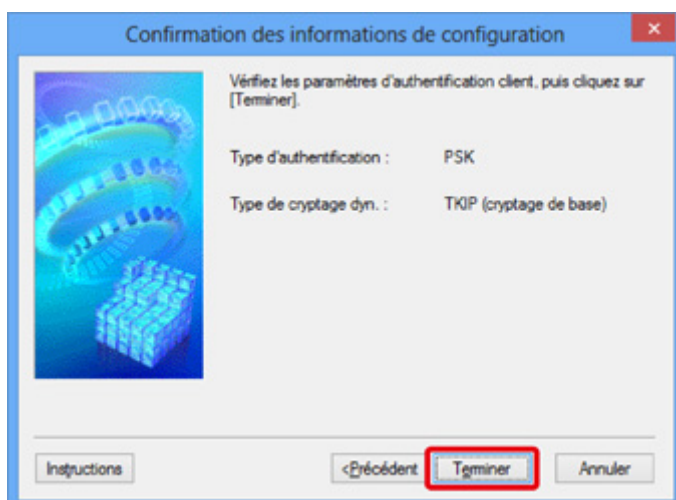 Confirmation des informations de configuration
Vérifiez les paramètres d'authentification client, puis cliquez sur
[Terminer].
Type d'authentification : PSK
Type de cryptage dyn. : TKIP (cryptage de base)
Instructions <Précédent Terminer Annuler